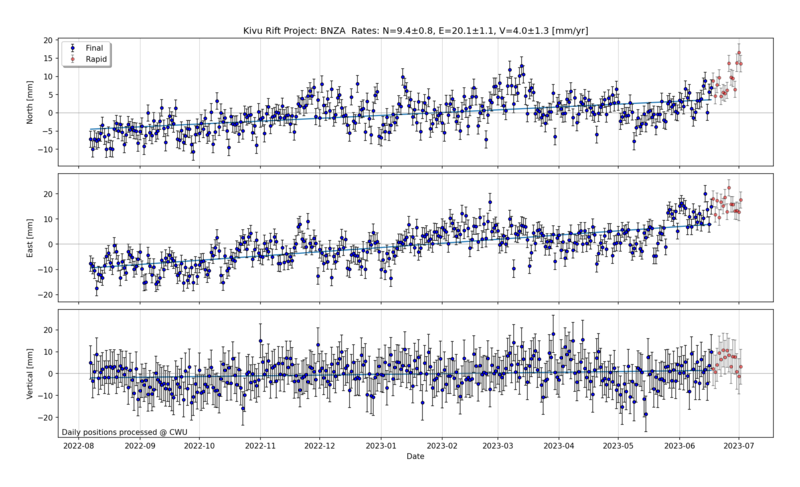 Kivu Rift Project: BNZA Rates: N=9.4±0.8, E=20.1±1.1, V=4.0±1.3 [mm/yr]
Final
Rapid
North [mm]
20
15
10
5
0
−5
−10
East [mm]
20
10
0
−10
−20
Vertical [mm]
20
10
0
−10
−20
Daily positions processed @ CWU
2022-08 2022-09 2022-10 2022-11 2022-12 2023-01 2023-02 2023-03 2023-04 2023-05 2023-06 2023-07
Date